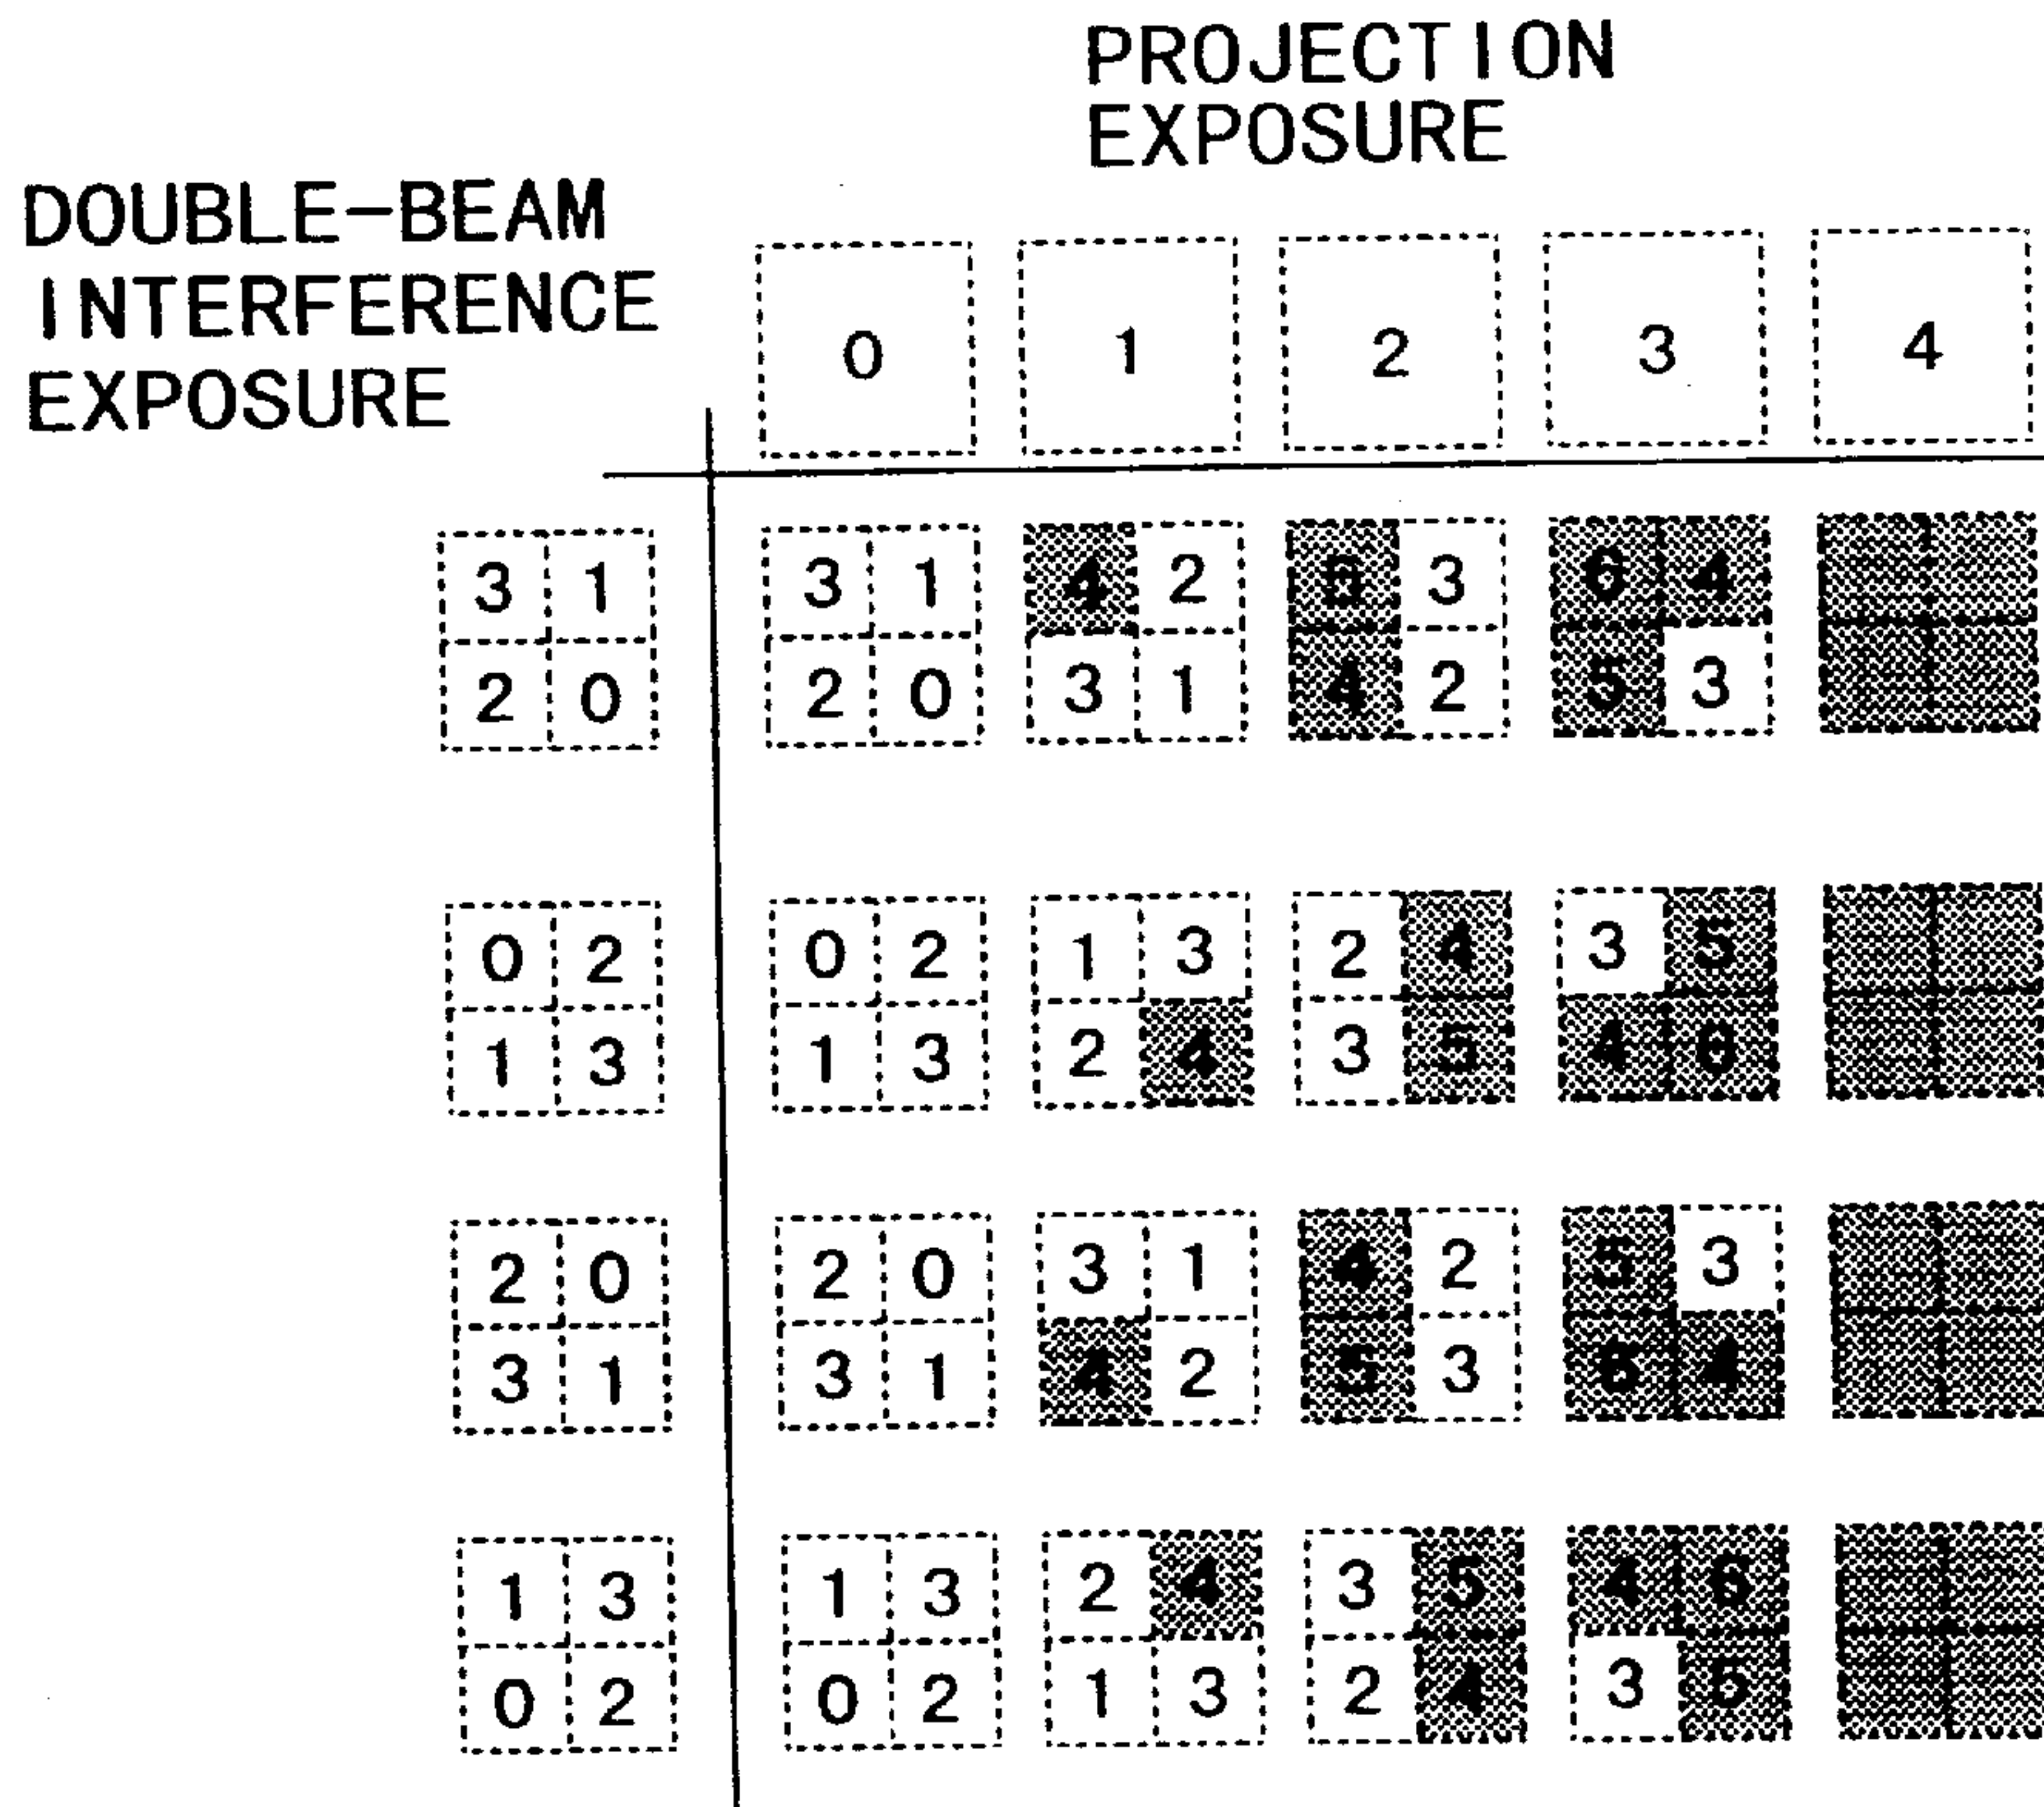 PROJECTION
EXPOSURE
DOUBLE-BEAM
INTERFERENCE
EXPOSURE
0 1 2 3 4
3 1 3 1 4 2 5 3 6 4
2 0 2 0 3 1 4 2 5 3
0 2 0 2 1 3 2 4 3 5
1 3 1 3 2 4 3 5 4 6
2 0 2 0 3 1 4 2 5 3
3 1 3 1 4 2 5 3 6 4
1 3 1 3 2 4 3 5 4 6
0 2 0 2 1 3 2 4 3 5